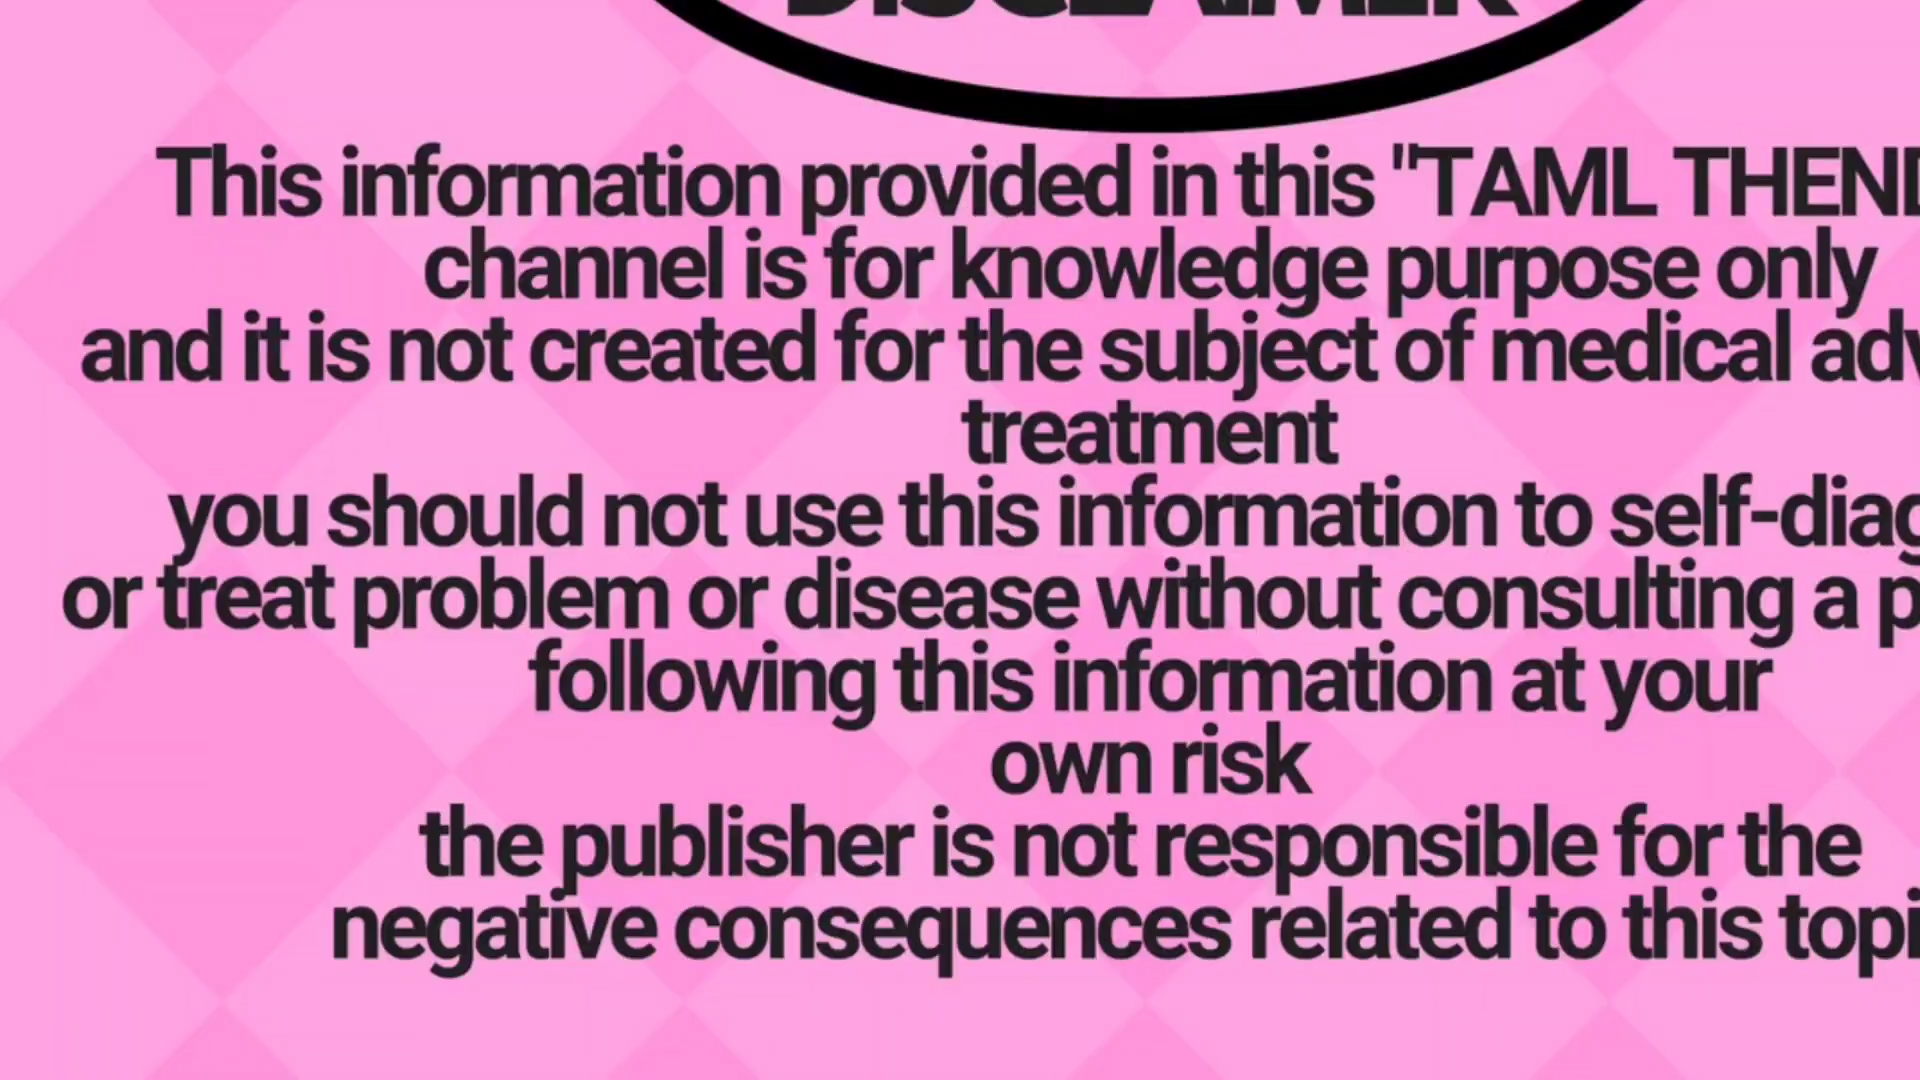 DISCLAIMER
This information provided in this "TAML THEND
channel is for knowledge purpose only
and it is not created for the subject of medical adv
treatment
you should not use this information to self-diag
or treat problem or disease without consulting a p
following this information at your
own risk
the publisher is not responsible for the
negative consequences related to this topi